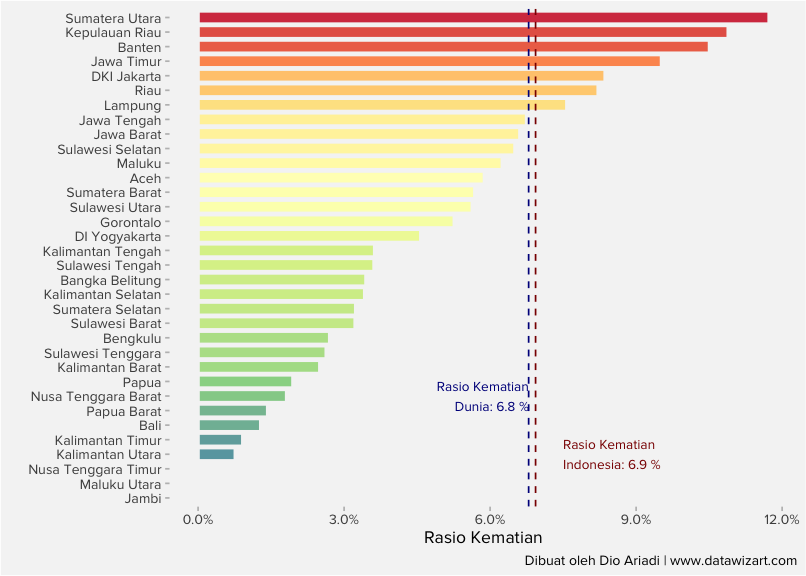 Sumatera Utara
Kepulauan Riau
Banten
Jawa Timur
DKI Jakarta
Riau
Lampung
Jawa Tengah
Jawa Barat
Sulawesi Selatan
Maluku
Aceh
Sumatera Barat
Sulawesi Utara
Gorontalo
DI Yogyakarta
Kalimantan Tengah
Sulawesi Tengah
Bangka Belitung
Kalimantan Selatan
Sumatera Selatan
Sulawesi Barat
Bengkulu
Sulawesi Tenggara
Kalimantan Barat
Papua
Nusa Tenggara Barat
Papua Barat
Bali
Kalimantan Timur
Kalimantan Utara
Nusa Tenggara Timur
Maluku Utara
Jambi
Rasio Kematian
Dunia: 6.8 %
Rasio Kematian
Indonesia: 6.9 %
0.0% 3.0% 6.0% 9.0% 12.0%
Rasio Kematian
Dibuat oleh Dio Ariadi | www.datawizart.com